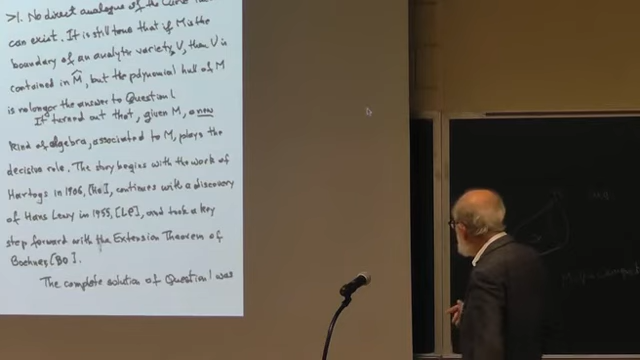 >1. No direct analogue of the Curve
can exist. It is still true that if M is the
boundary of an analytic variety V, then V is
contained in M̂, but the polynomial hull of M
is no longer the answer to Question 1
It turned out that, given M, a new
kind of algebra, associated to M, plays the
decisive role. The story begins with the work of
Hartogs in 1906, [Ha], continues with a discovery
of Hans Lewy in 1955, [LE], and took a key
step forward with the Extension Theorem of
Bochner, [BO].
The complete solution of Question 1 was